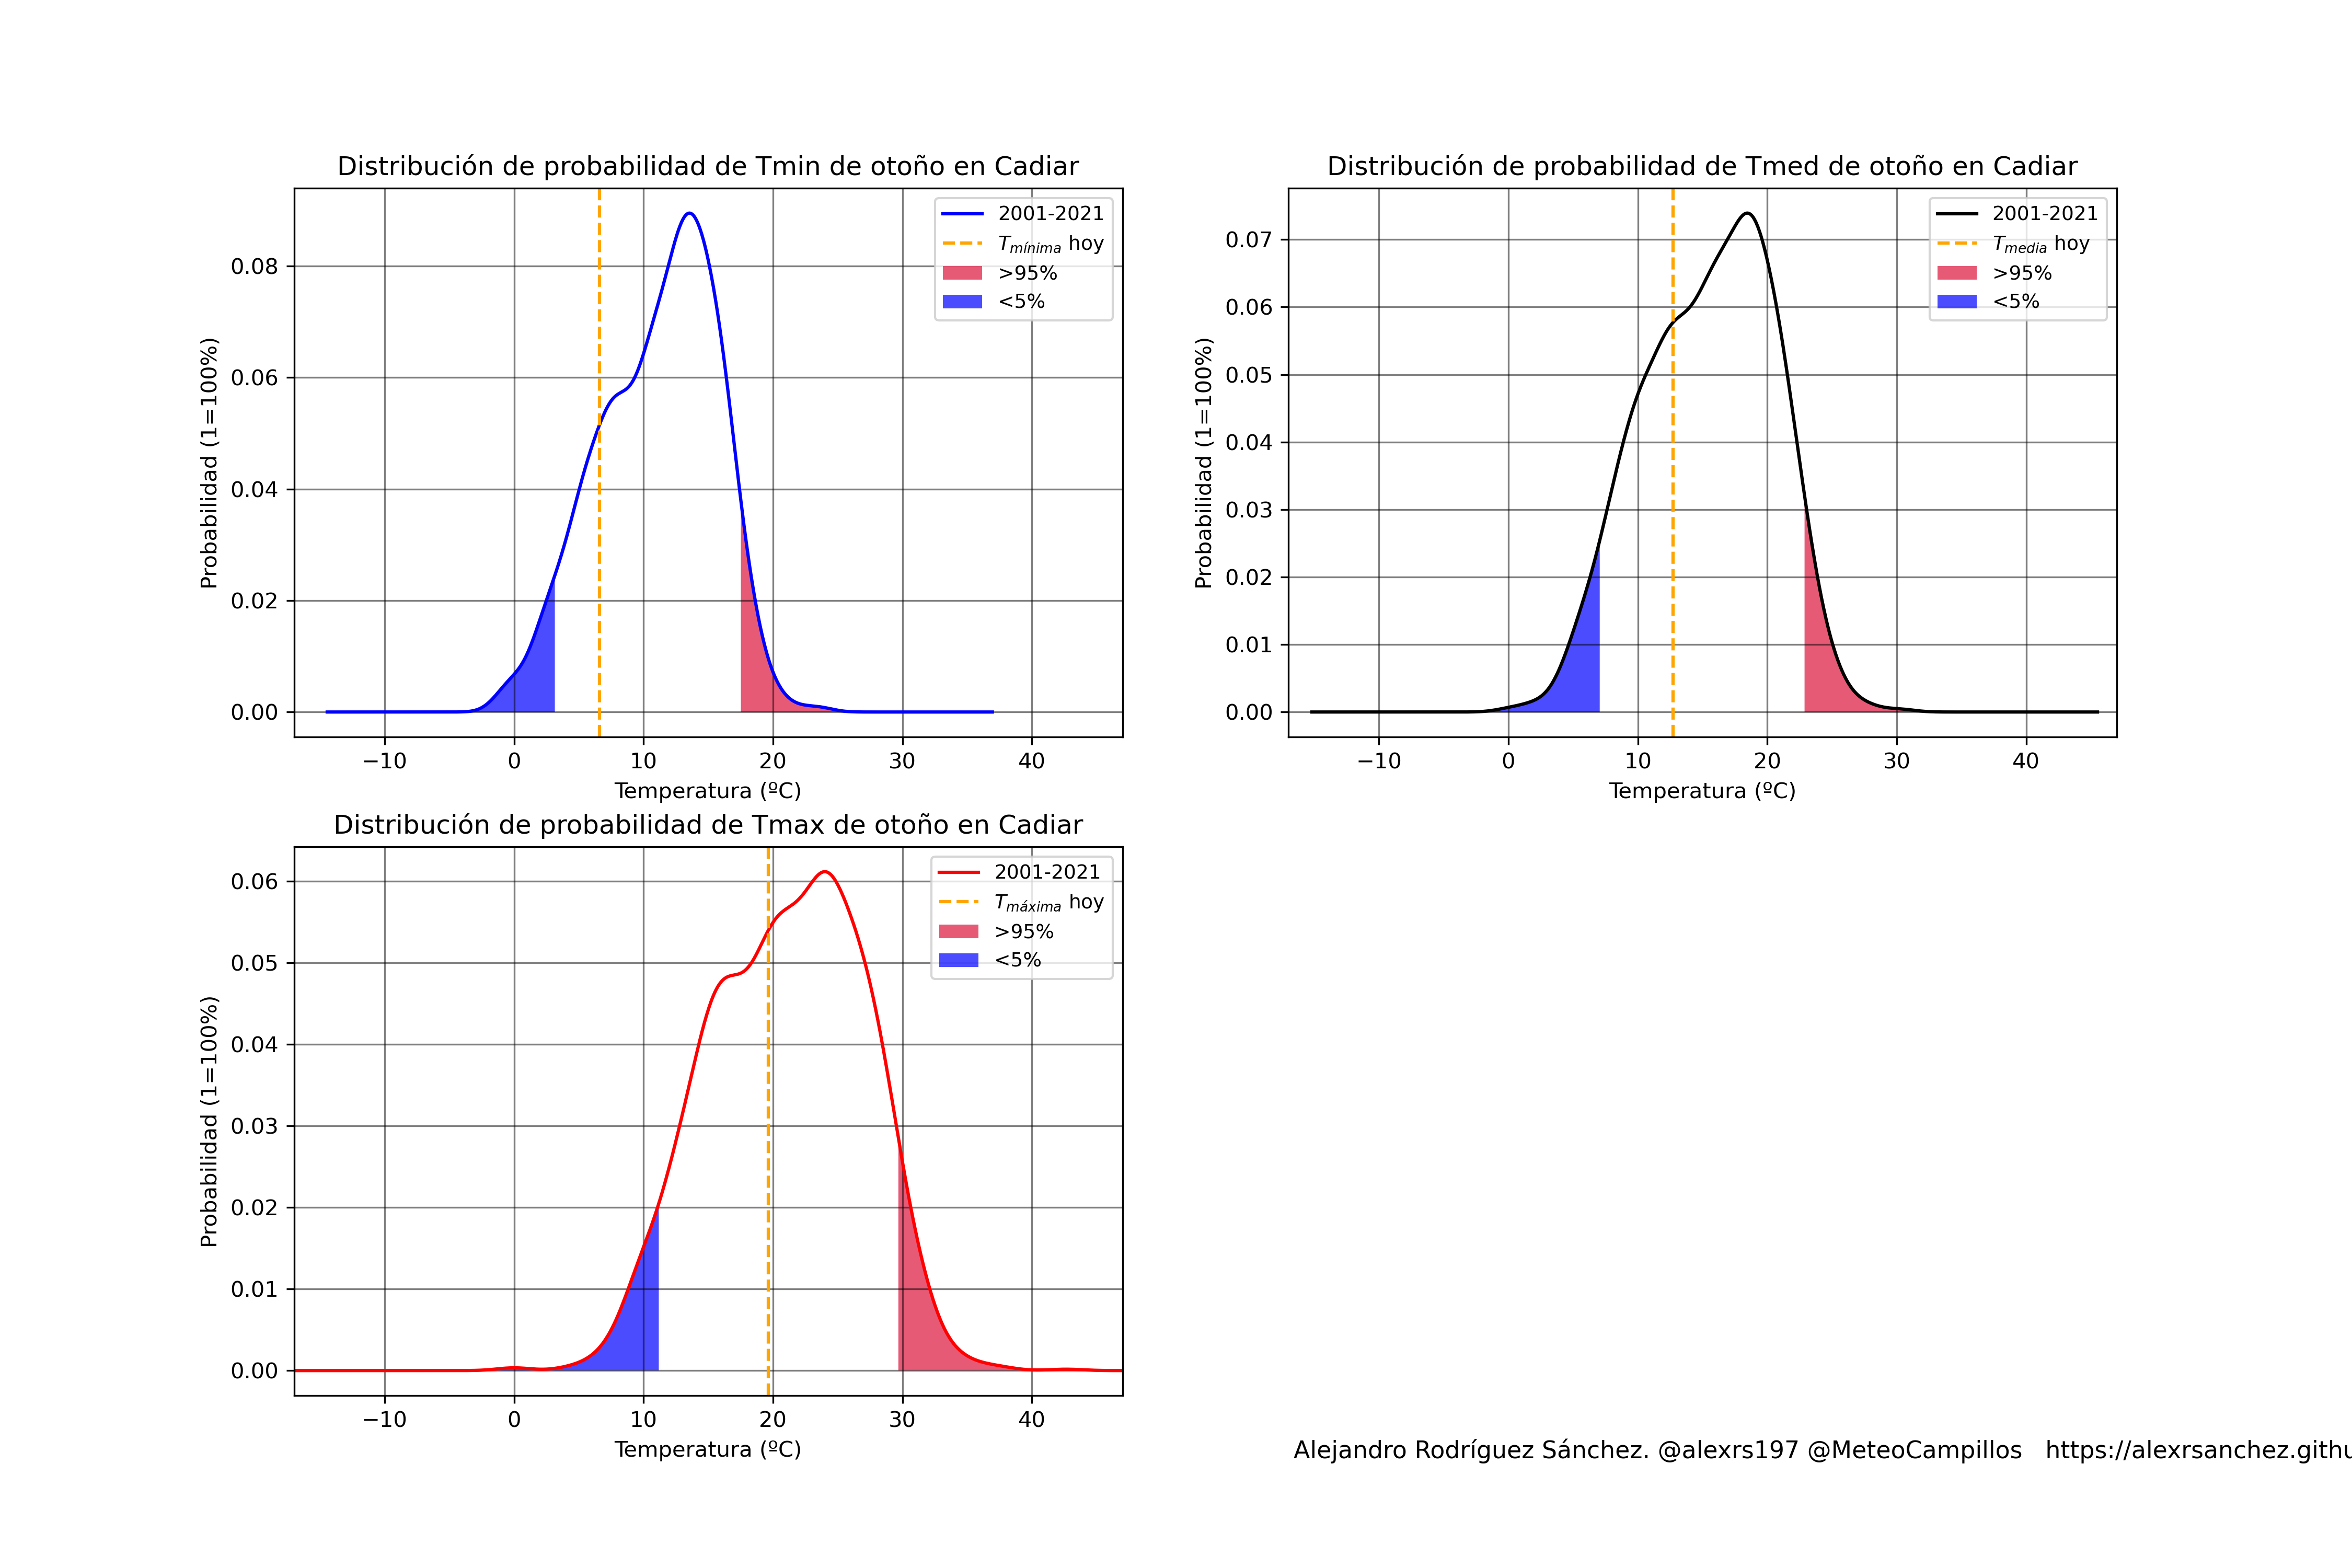 Distribución de probabilidad de Tmin de otoño en Cadiar
Probabilidad (1=100%)
0.08
0.06
0.04
0.02
0.00
−10 0 10 20 30 40
Temperatura (ºC)
2001-2021
Tmínima hoy
>95%
<5%
Distribución de probabilidad de Tmed de otoño en Cadiar
Probabilidad (1=100%)
0.07
0.06
0.05
0.04
0.03
0.02
0.01
0.00
−10 0 10 20 30 40
Temperatura (ºC)
2001-2021
Tmedia hoy
>95%
<5%
Distribución de probabilidad de Tmax de otoño en Cadiar
Probabilidad (1=100%)
0.06
0.05
0.04
0.03
0.02
0.01
0.00
−10 0 10 20 30 40
Temperatura (ºC)
2001-2021
Tmáxima hoy
>95%
<5%
Alejandro Rodríguez Sánchez. @alexrs197 @MeteoCampillos https://alexrsanchez.githu